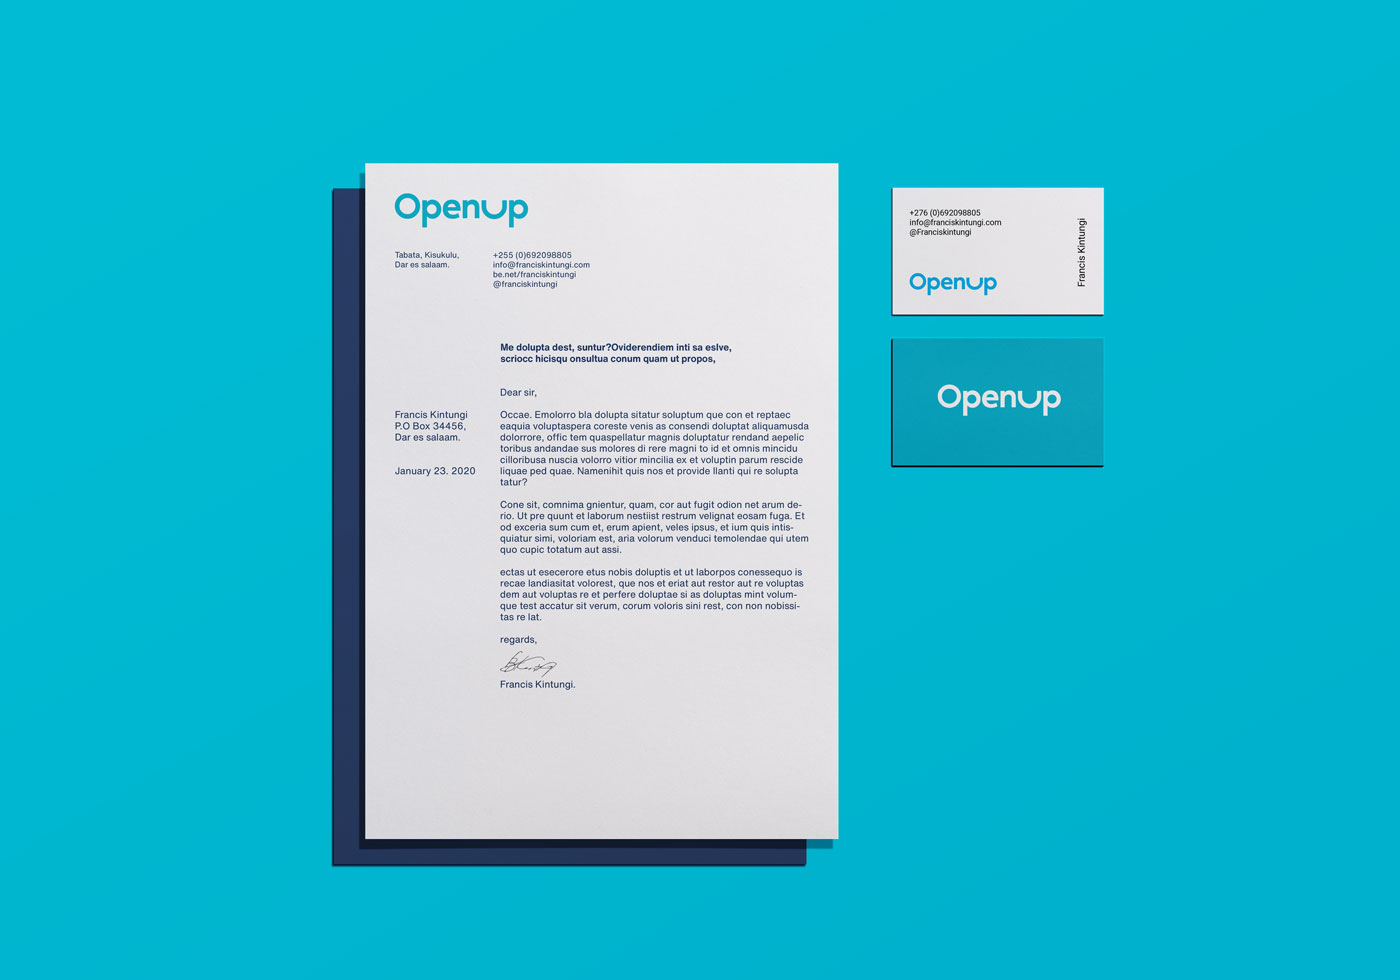 Openup
Tabata, Kisukulu,
Dar es salaam.
+255 (0)692098805
info@franciskintungi.com
be.net/franciskintungi
@franciskintungi
Me dolupta dest, suntur?Oviderendiem inti sa eslve,
scriocc hicisqu onsultua conum quam ut propos,
Dear sir,
Francis Kintungi
P.O Box 34456,
Dar es salaam.
January 23. 2020
Occae. Emolorro bla dolupta sitatur soluptum que con et reptaec
eaquia voluptaspera coreste venis as consendi doluptat aliquamusda
dolorrore, offic tem quaspellatur magnis doluptatur rendand aepelic
toribus andandae sus molores di rere magni to id et omnis mincidu
cilloribusa nuscia volorro vitior mincilia ex et voluptin parum rescide
liquae ped quae. Namenihit quis nos et provide llanti qui re solupta
tatur?
Cone sit, comnima gnientur, quam, cor aut fugit odion net arum de-
rio. Ut pre quunt et laborum nestiist restrum velignat eosam fuga. Et
od exceria sum cum et, erum apient, veles ipsus, et ium quis intis-
quiatur simi, voloriam est, aria volorum venduci temolendae qui utem
quo cupic totatum aut assi.
ectas ut esecerore etus nobis doluptis et ut laborpos conessequo is
recae landiasitat volorest, que nos et eriat aut restor aut re voluptas
dem aut voluptas re et perfere doluptae si as doluptas mint volum-
que test accatur sit verum, corum voloris sini rest, con non nobissi-
tas re lat.
regards,
Francis Kintungi.
+276 (0)692098805
info@franciskintungi.com
@Franciskintungi
Francis Kintungi
Openup
Openup